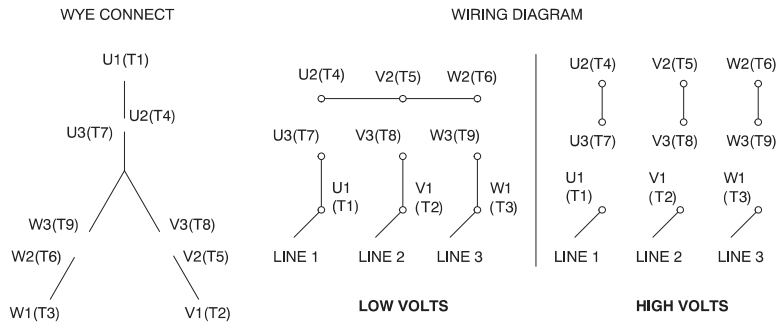 WYE CONNECT
U1(T1)
U2(T4)
U3(T7)
W3(T9)
V3(T8)
W2(T6)
V2(T5)
W1(T3)
V1(T2)
WIRING DIAGRAM
U2(T4) V2(T5) W2(T6)
U3(T7) V3(T8) W3(T9)
U1 V1 W1
(T1) (T2) (T3)
LINE 1 LINE 2 LINE 3
LOW VOLTS
U2(T4) V2(T5) W2(T6)
U3(T7) V3(T8) W3(T9)
U1 V1 W1
(T1) (T2) (T3)
LINE 1 LINE 2 LINE 3
HIGH VOLTS